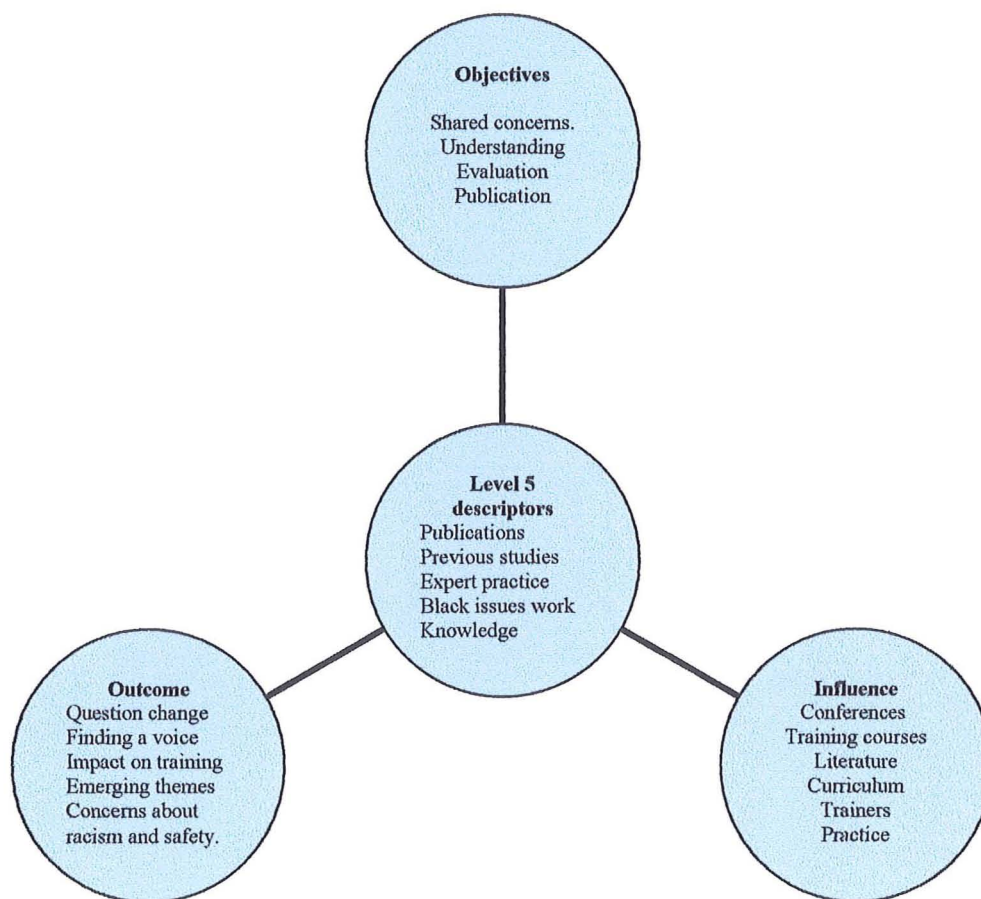 Objectives
Shared concerns.
Understanding
Evaluation
Publication
Level 5
descriptors
Publications
Previous studies
Expert practice
Black issues work
Knowledge
Outcome
Question change
Finding a voice
Impact on training
Emerging themes
Concerns about
racism and safety.
Influence
Conferences
Training courses
Literature
Curriculum
Trainers
Practice